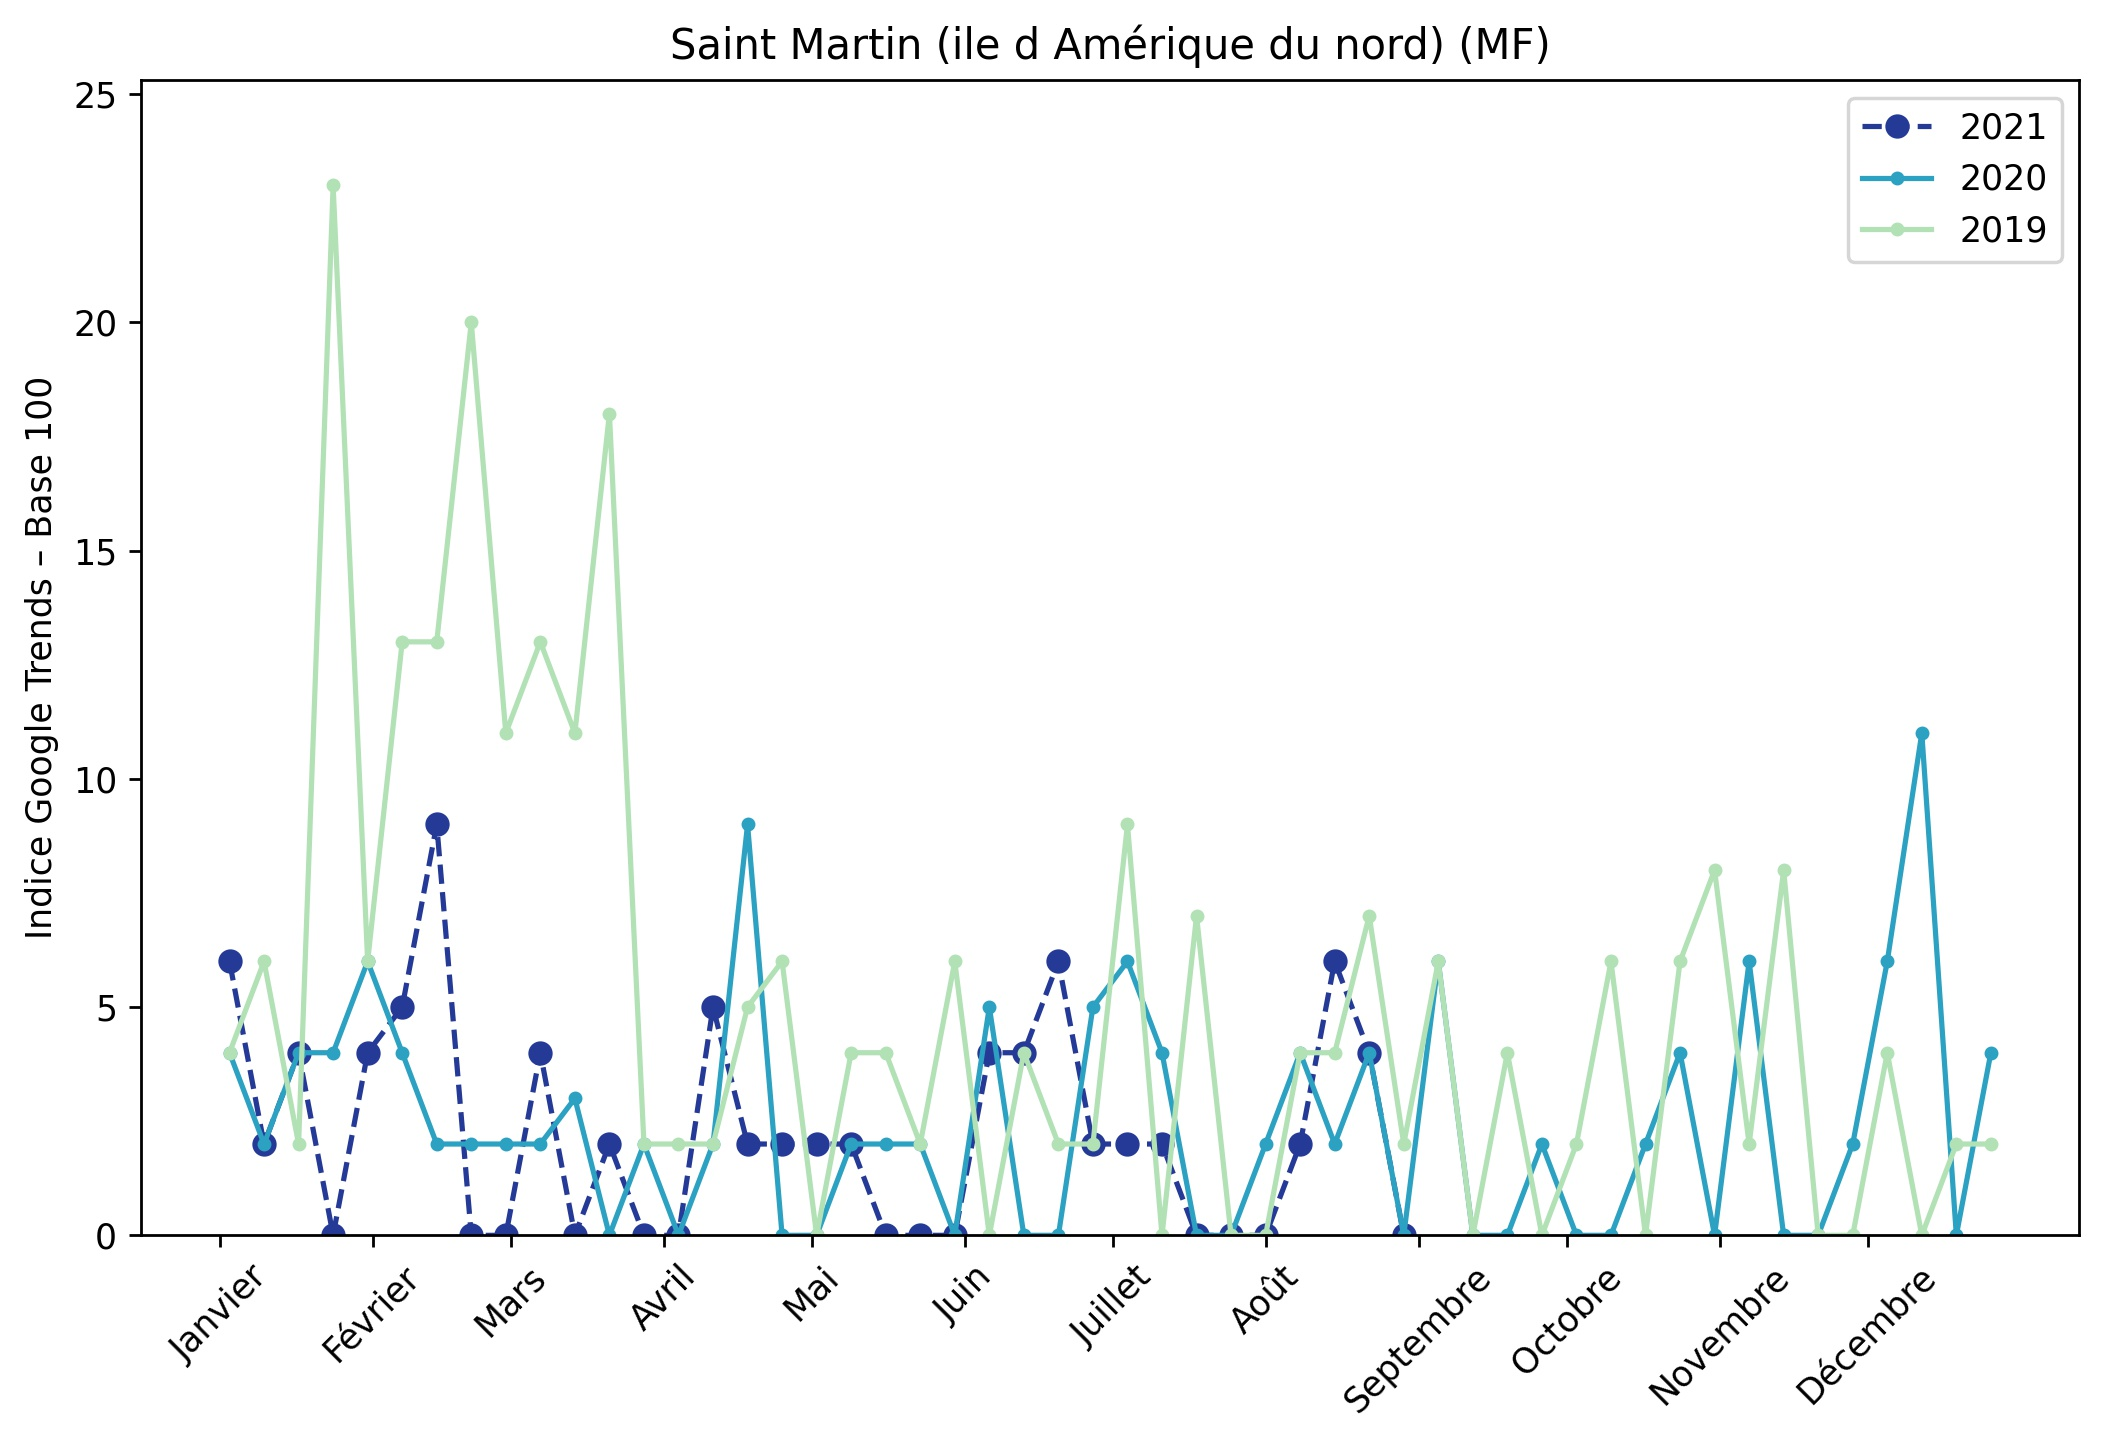 Saint Martin (ile d Amérique du nord) (MF)
Indice Google Trends – Base 100
25
20
15
10
5
0
2021
2020
2019
Janvier
Février
Mars
Avril
Mai
Juin
Juillet
Août
Septembre
Octobre
Novembre
Décembre